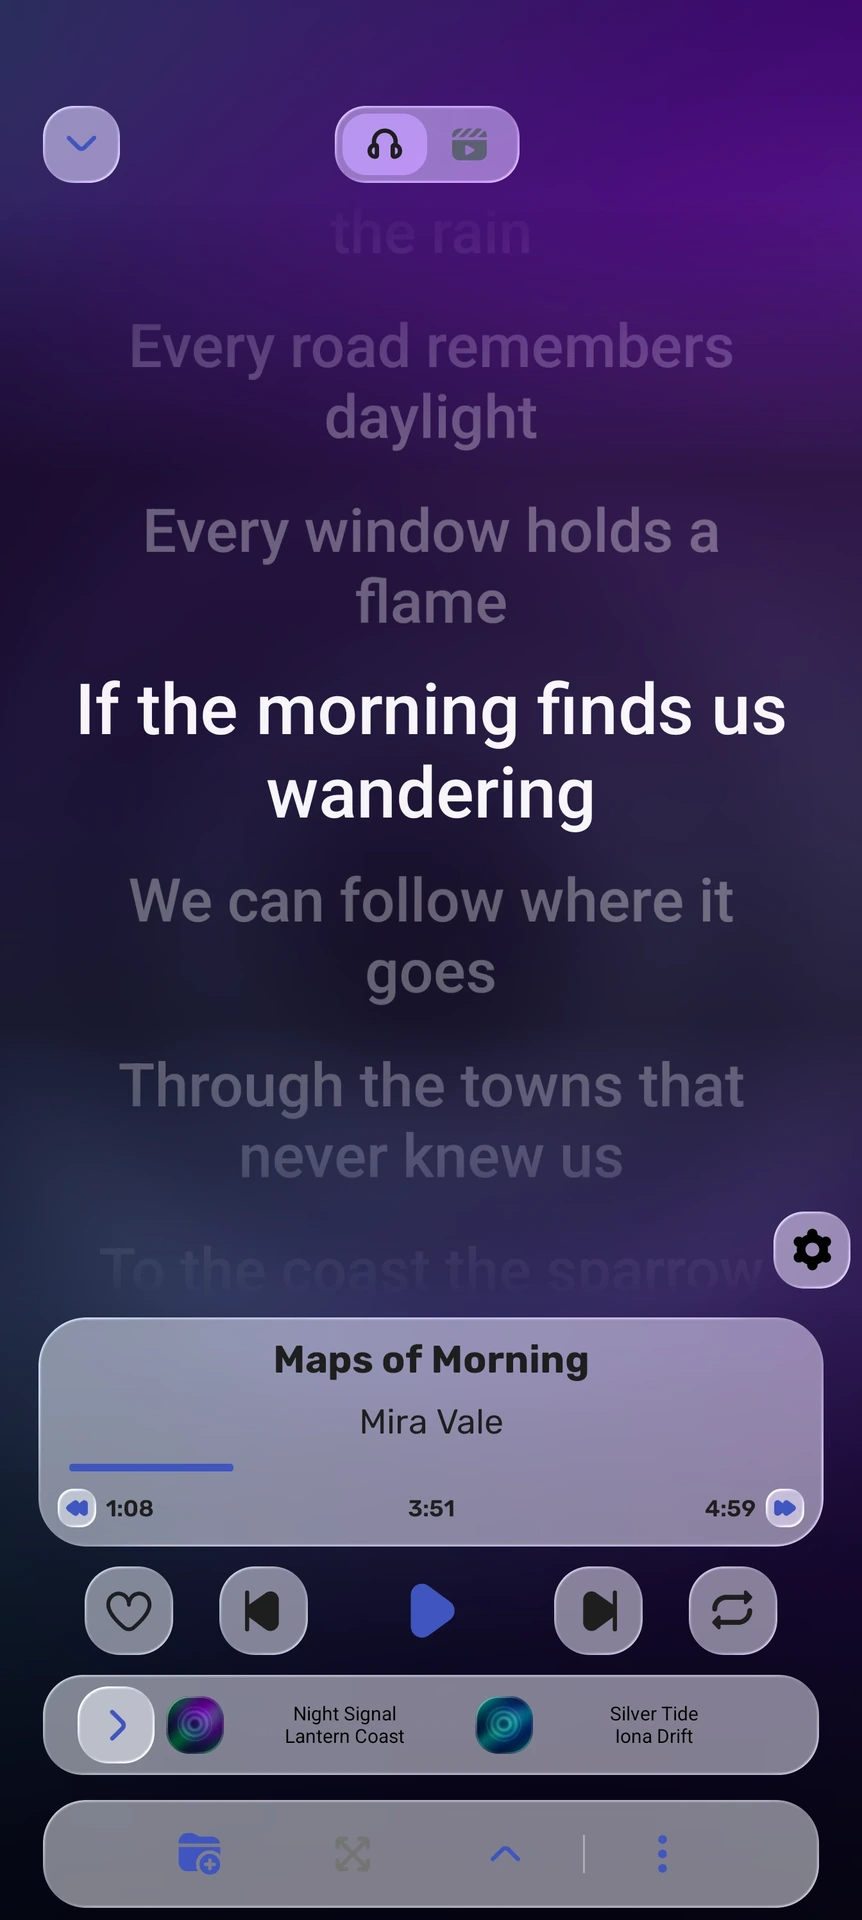 the rain
Every road remembers
daylight
Every window holds a
flame
If the morning finds us
wandering
We can follow where it
goes
Through the towns that
never knew us
To the coast the sparrow
Maps of Morning
Mira Vale
1:08 3:51 4:59
Night Signal
Lantern Coast
Silver Tide
Iona Drift